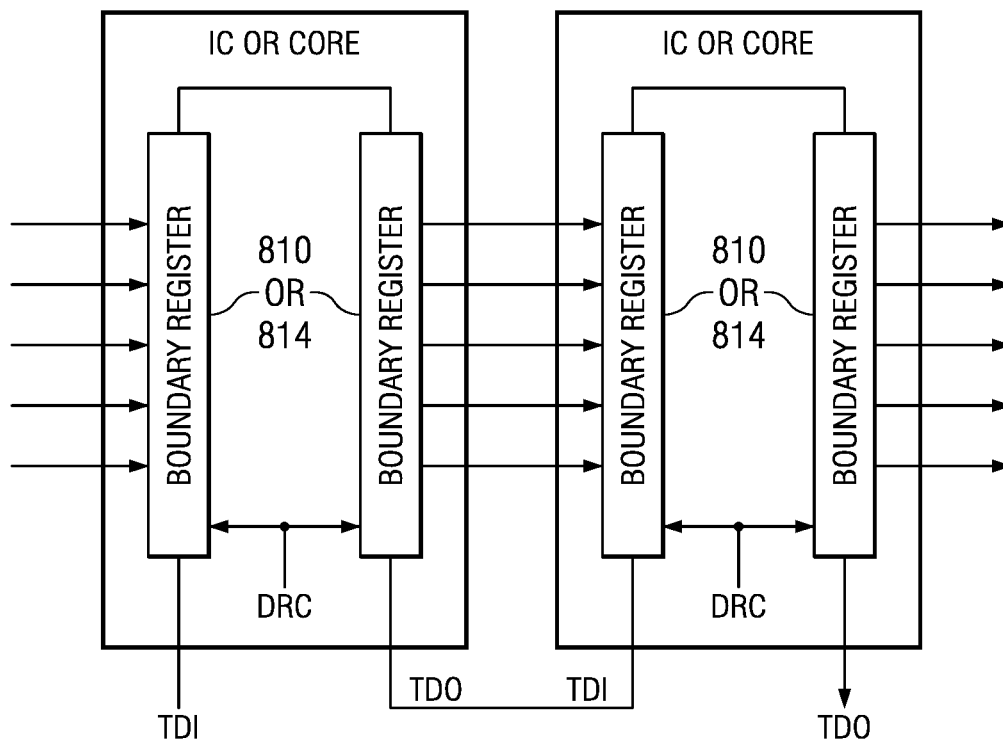 IC OR CORE
IC OR CORE
BOUNDARY REGISTER
810
OR
814
BOUNDARY REGISTER
BOUNDARY REGISTER
810
OR
814
BOUNDARY REGISTER
DRC
DRC
TDI
TDO
TDI
TDO